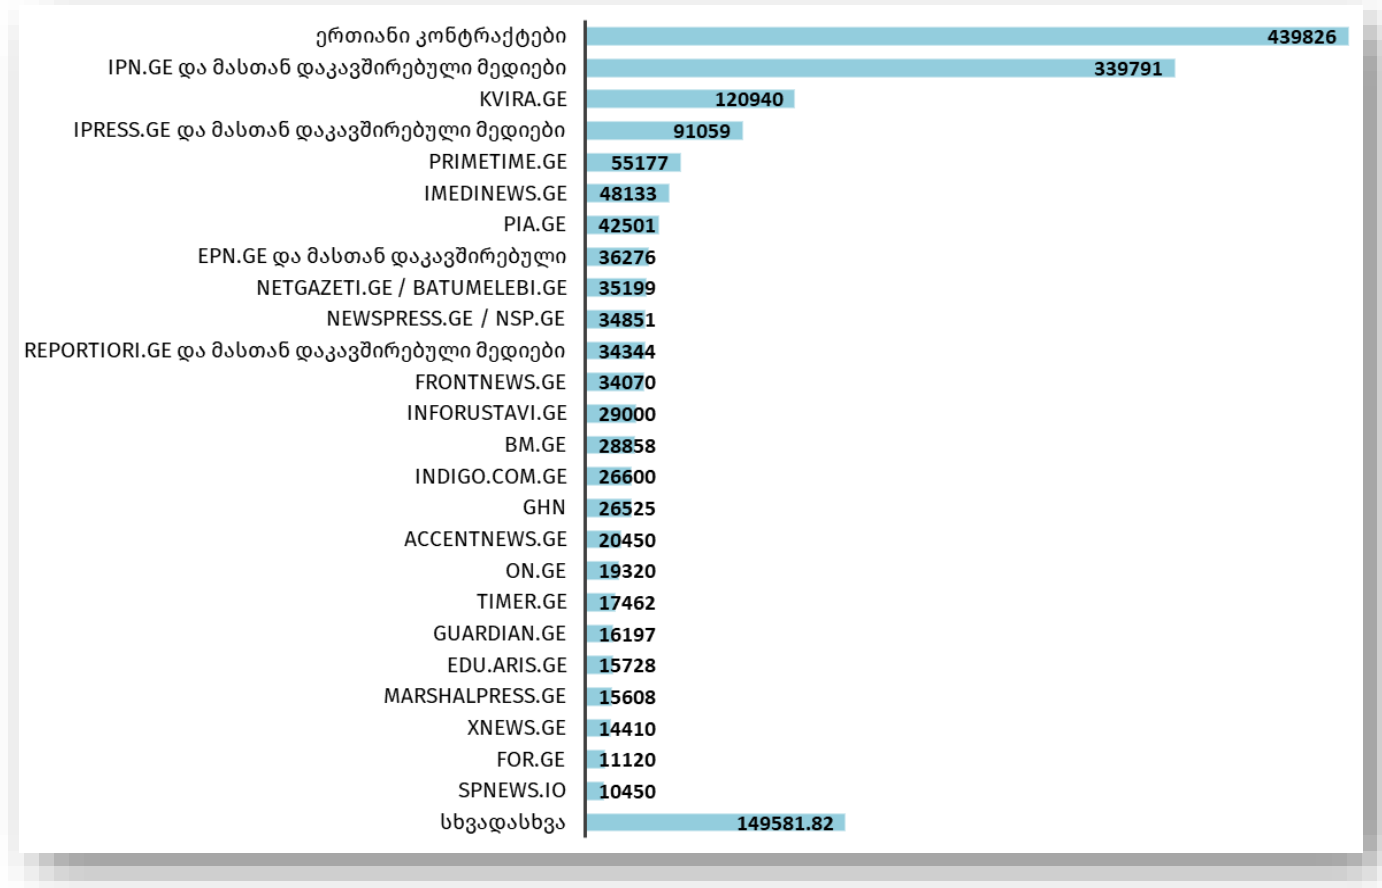 ერთიანი კონტრაქტები 439826
IPN.GE და მასთან დაკავშირებული მედიები 339791
KVIRA.GE 120940
IPRESS.GE და მასთან დაკავშირებული მედიები 91059
PRIMETIME.GE 55177
IMEDINEWS.GE 48133
PIA.GE 42501
EPN.GE და მასთან დაკავშირებული 36276
NETGAZETI.GE / BATUMELEBI.GE 35199
NEWSPRESS.GE / NSP.GE 34851
REPORTIORI.GE და მასთან დაკავშირებული მედიები 34344
FRONTNEWS.GE 34070
INFORUSTAVI.GE 29000
BM.GE 28858
INDIGO.COM.GE 26600
GHN 26525
ACCENTNEWS.GE 20450
ON.GE 19320
TIMER.GE 17462
GUARDIAN.GE 16197
EDU.ARIS.GE 15728
MARSHALPRESS.GE 15608
XNEWS.GE 14410
FOR.GE 11120
SPNEWS.IO 10450
სხვადასხვა 149581.82